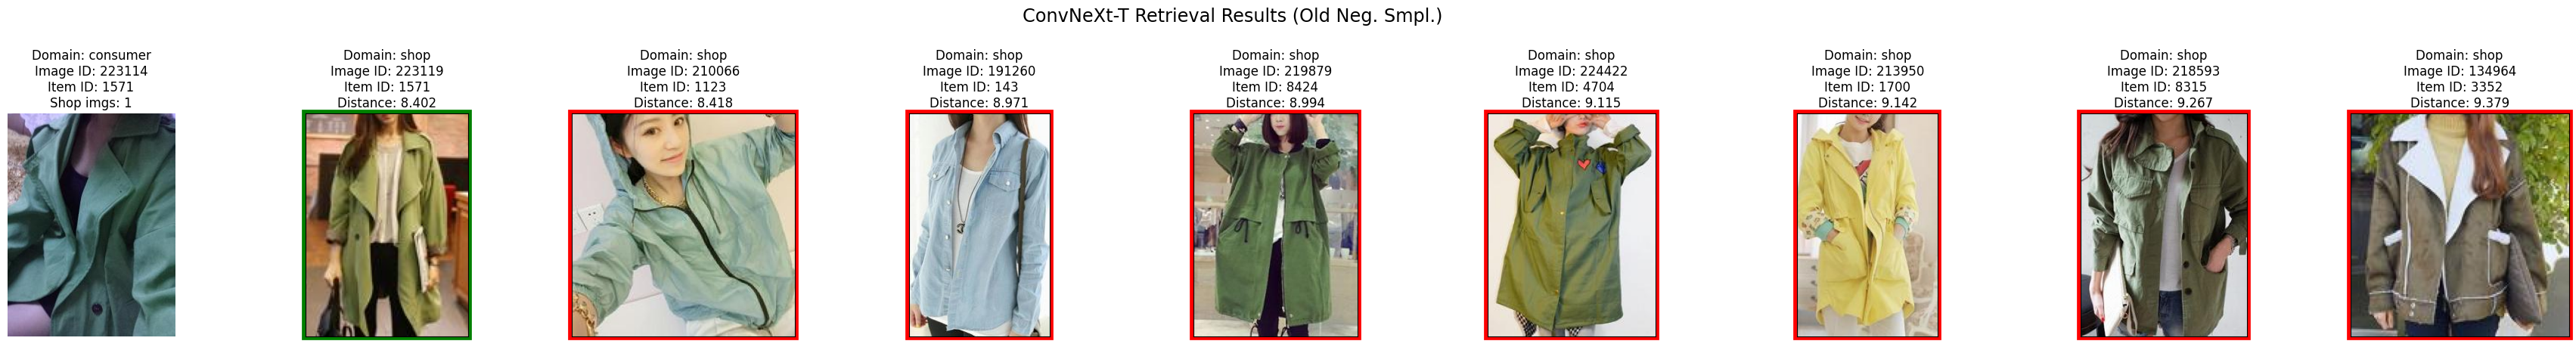 ConvNeXt-T Retrieval Results (Old Neg. Smpl.)
Domain: consumer
Image ID: 223114
Item ID: 1571
Shop imgs: 1
Domain: shop
Image ID: 223119
Item ID: 1571
Distance: 8.402
Domain: shop
Image ID: 210066
Item ID: 1123
Distance: 8.418
Domain: shop
Image ID: 191260
Item ID: 143
Distance: 8.971
Domain: shop
Image ID: 219879
Item ID: 8424
Distance: 8.994
Domain: shop
Image ID: 224422
Item ID: 4704
Distance: 9.115
Domain: shop
Image ID: 213950
Item ID: 1700
Distance: 9.142
Domain: shop
Image ID: 218593
Item ID: 8315
Distance: 9.267
Domain: shop
Image ID: 134964
Item ID: 3352
Distance: 9.379